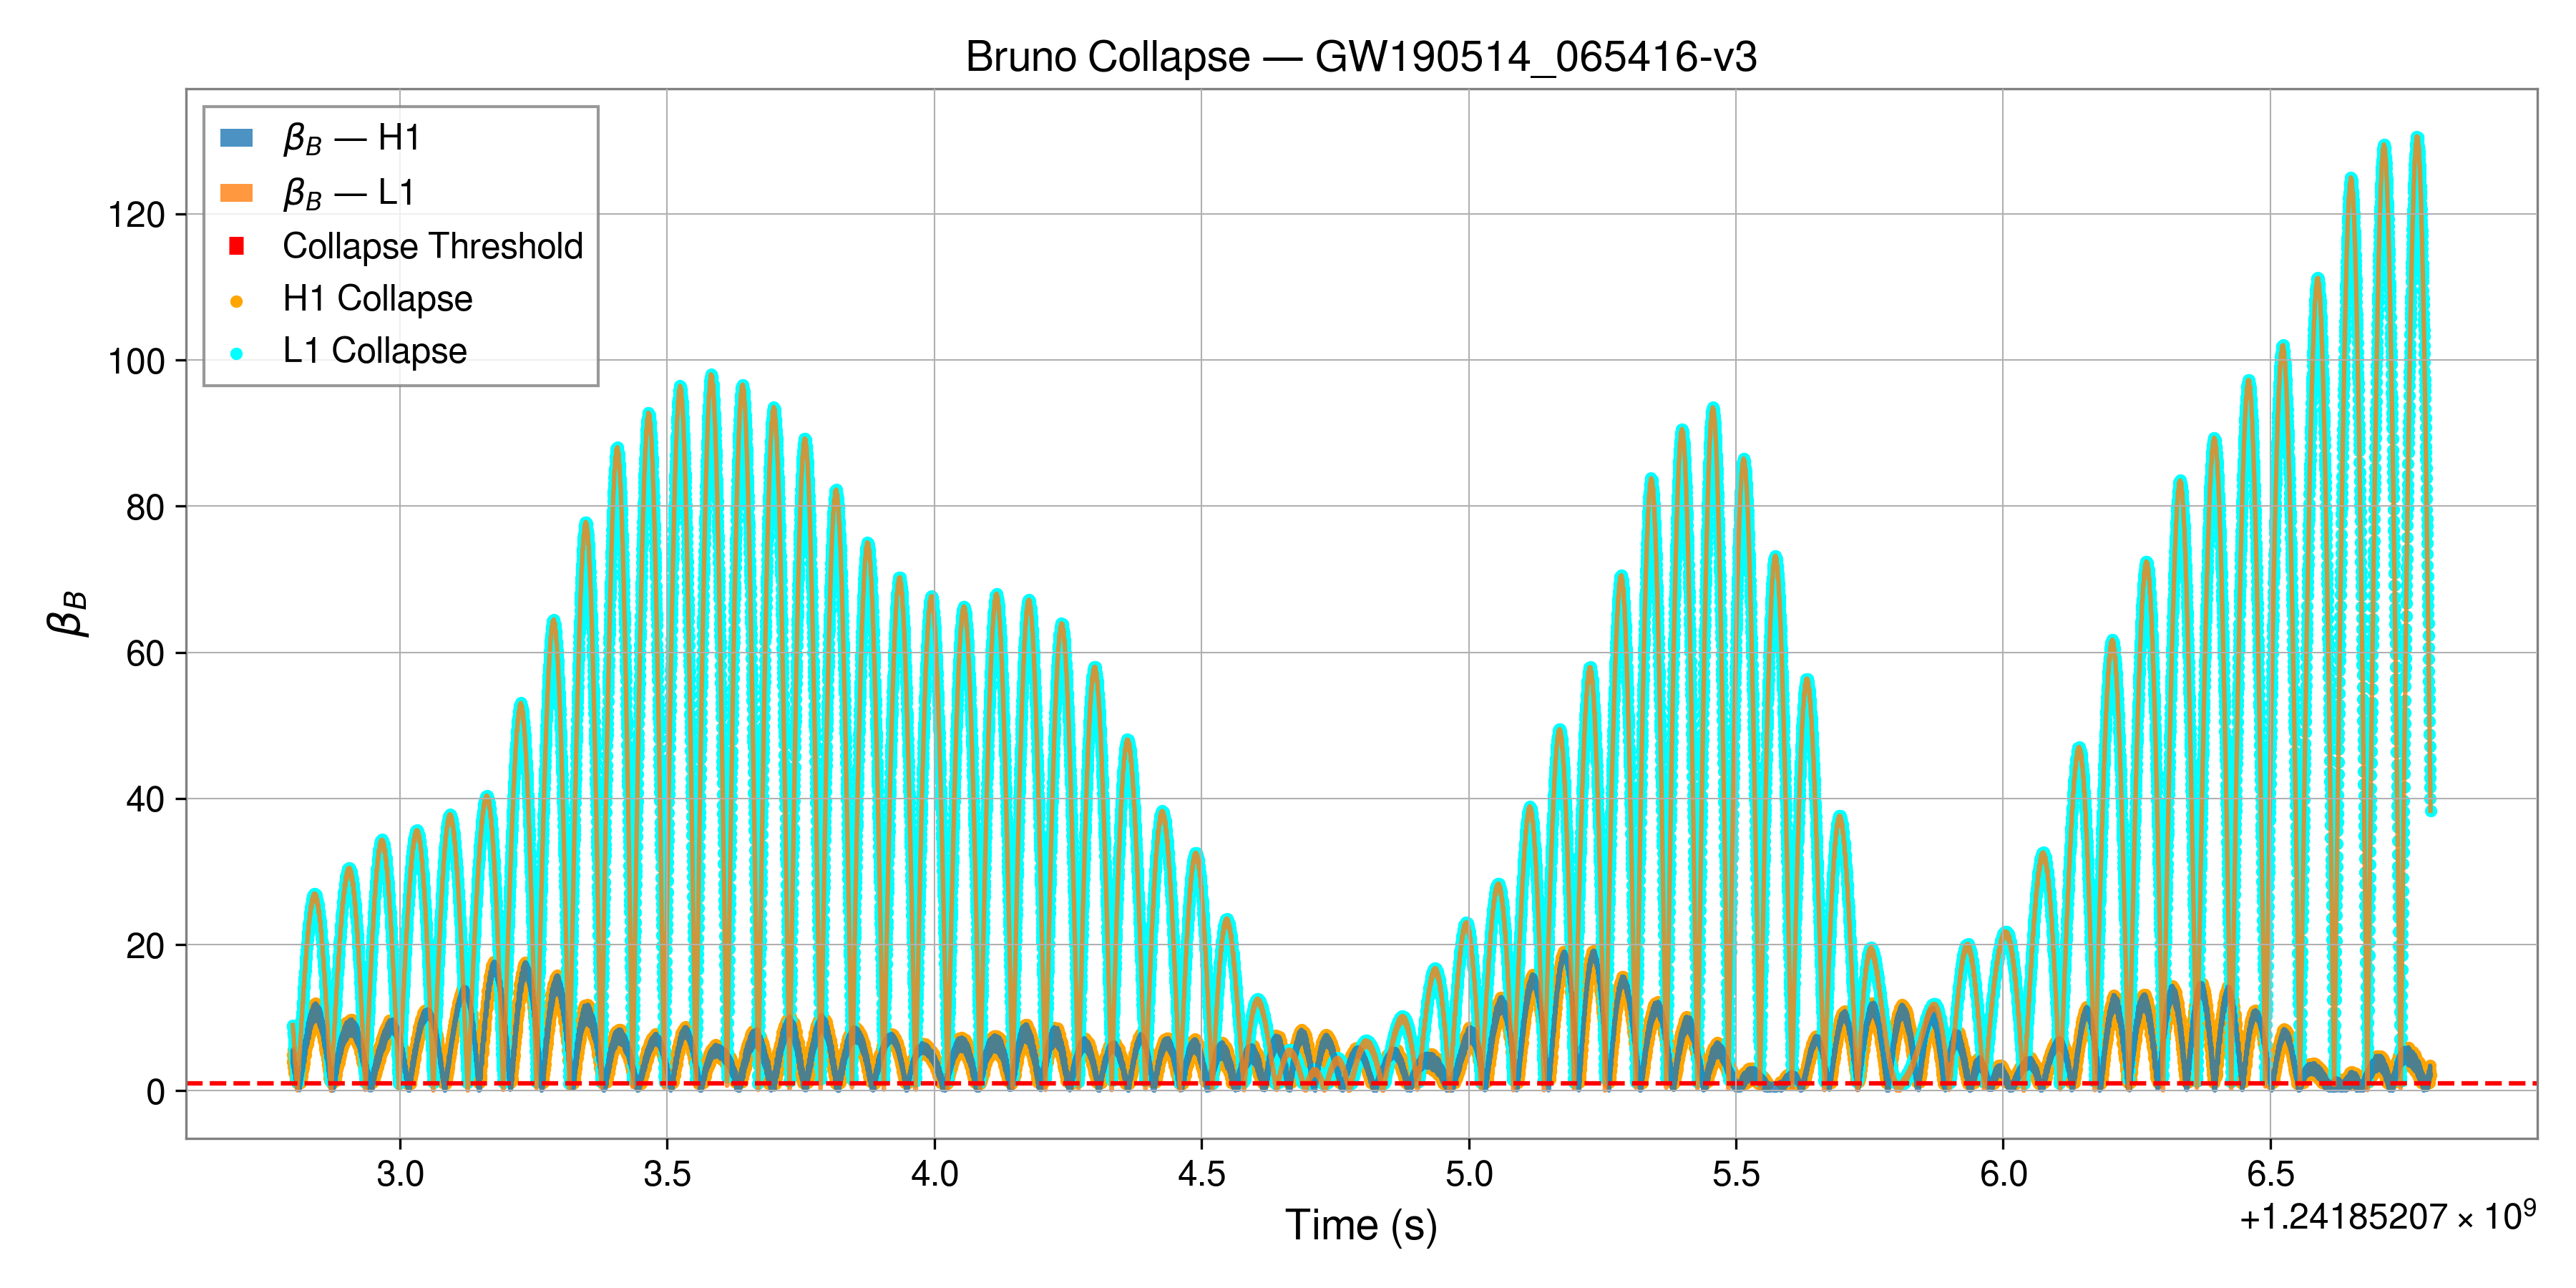 Bruno Collapse — GW190514_065416-v3
β_B — H1
β_B — L1
Collapse Threshold
H1 Collapse
L1 Collapse
120
100
80
60
40
20
0
β_B
3.0 3.5 4.0 4.5 5.0 5.5 6.0 6.5
+1.24185207 × 10⁹
Time (s)